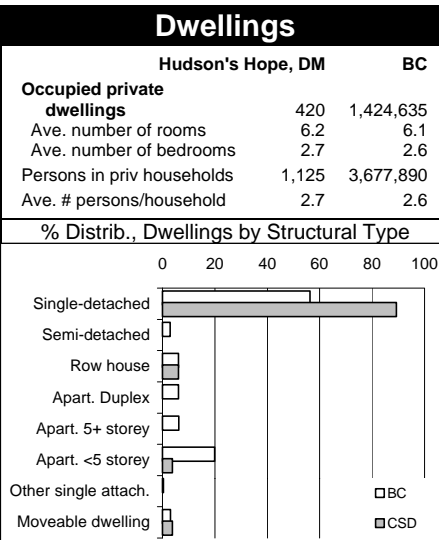 Dwellings
Hudson's Hope, DM BC
Occupied private
dwellings 420 1,424,635
Ave. number of rooms 6.2 6.1
Ave. number of bedrooms 2.7 2.6
Persons in priv households 1,125 3,677,890
Ave. # persons/household 2.7 2.6
% Distrib., Dwellings by Structural Type
0 20 40 60 80 100
Single-detached
Semi-detached
Row house
Apart. Duplex
Apart. 5+ storey
Apart. <5 storey
Other single attach.
BC
Moveable dwelling
CSD